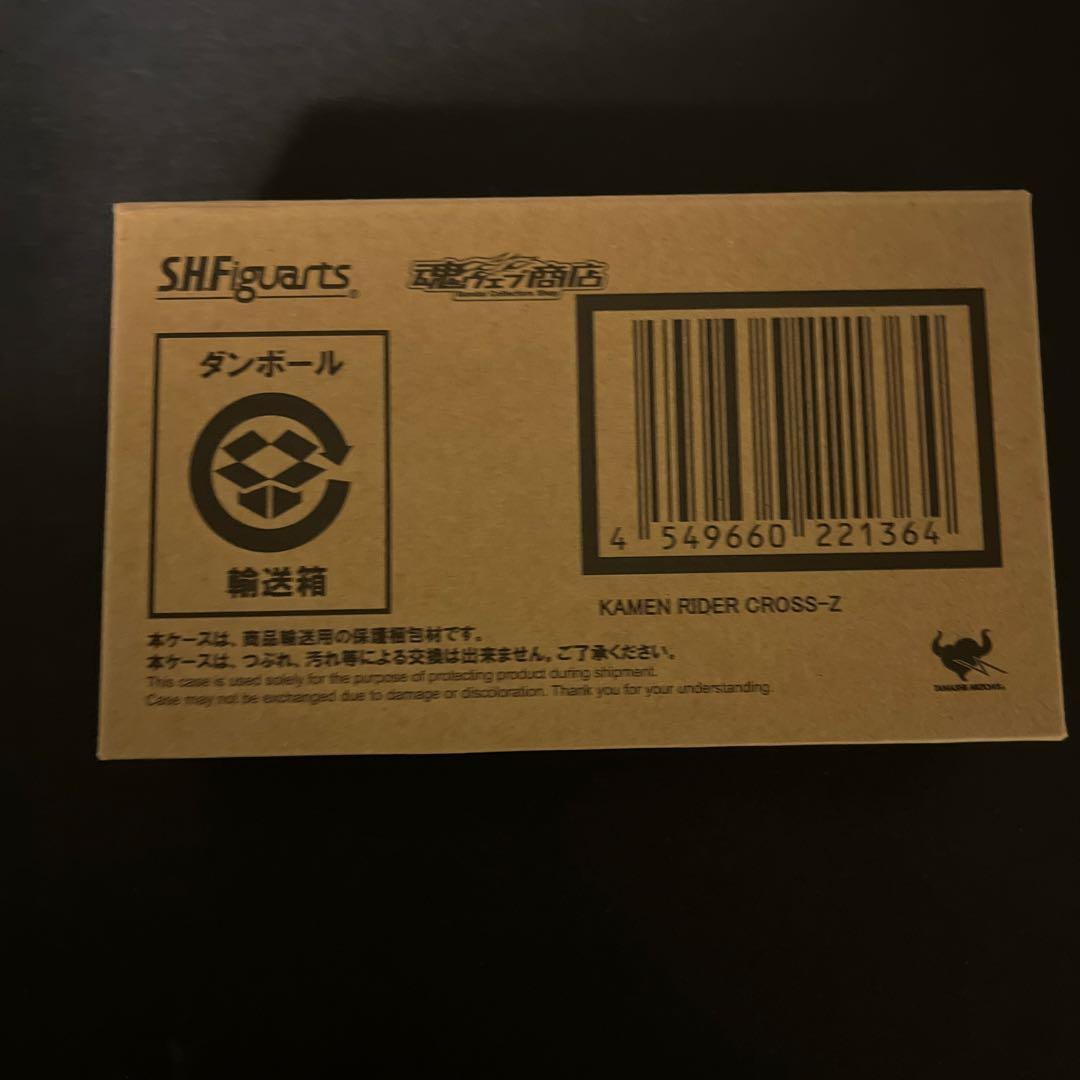 S.H.Figuarts®
魂ウェブ商店
ダンボール
輸送箱
4 549660 221364
KAMEN RIDER CROSS-Z
本ケースは、商品輸送用の保護梱包材です。
本ケースは、つぶれ、汚れ等による交換は出来ません。ご了承ください。
This case is used solely for the purpose of protecting product during shipment.
Case may not be exchanged due to damage or discoloration. Thank you for your understanding.
TAMASHII NATIONS